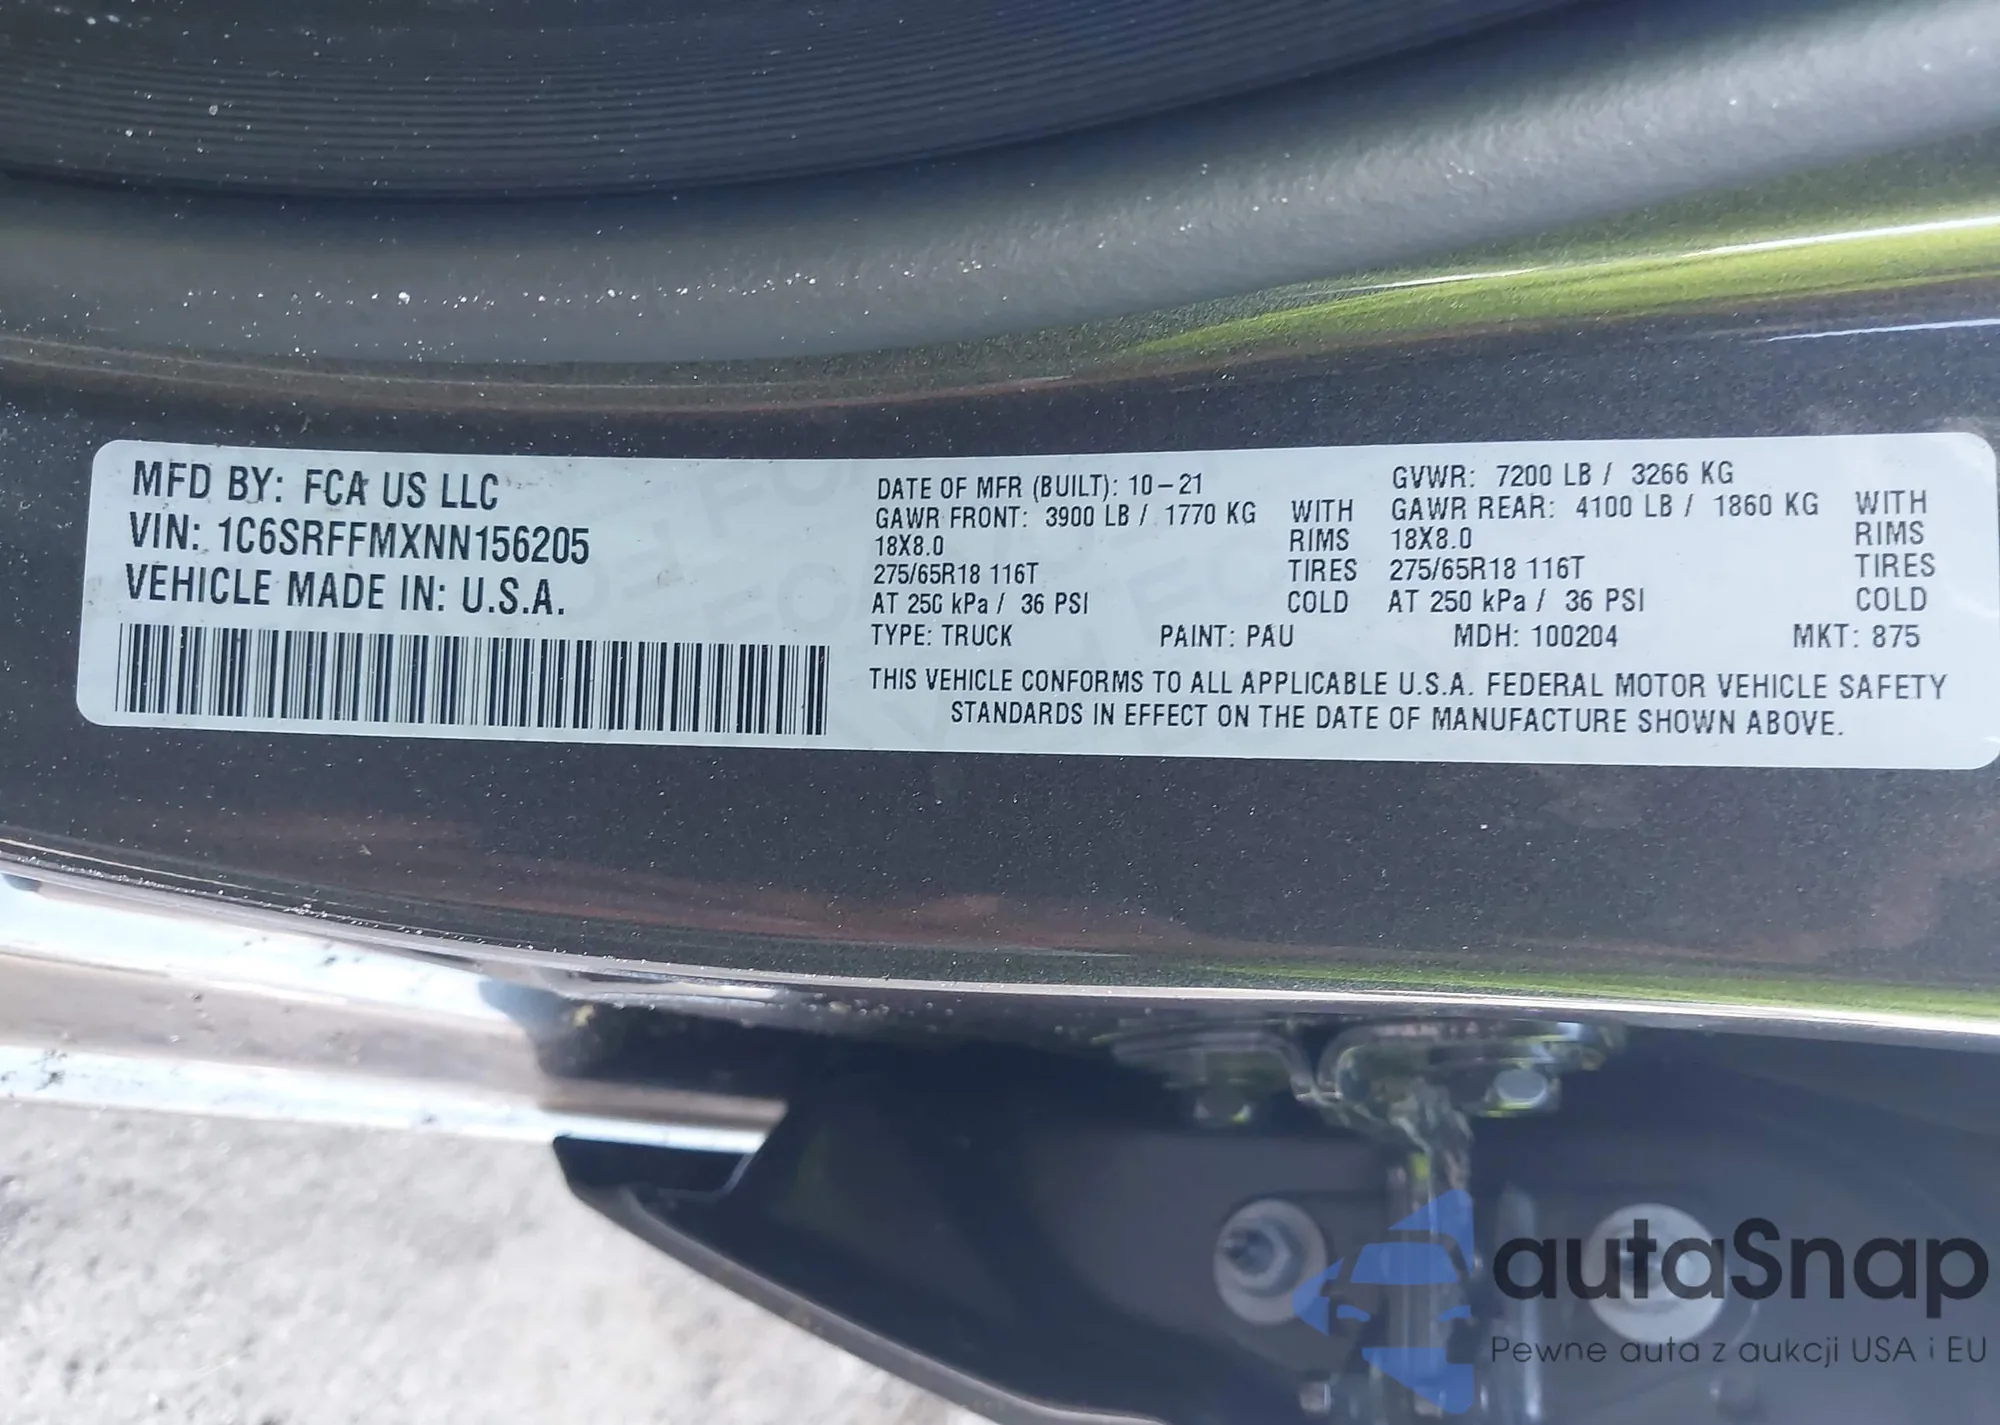 MFD BY: FCA US LLC
VIN: 1C6SRFFMXNN156205
VEHICLE MADE IN: U.S.A.
DATE OF MFR (BUILT): 10-21
GVWR: 7200 LB / 3266 KG
GAWR FRONT: 3900 LB / 1770 KG WITH GAWR REAR: 4100 LB / 1860 KG WITH
18X8.0 RIMS 18X8.0 RIMS
275/65R18 116T TIRES 275/65R18 116T TIRES
AT 250 kPa / 36 PSI COLD AT 250 kPa / 36 PSI COLD
TYPE: TRUCK PAINT: PAU MDH: 100204 MKT: 875
THIS VEHICLE CONFORMS TO ALL APPLICABLE U.S.A. FEDERAL MOTOR VEHICLE SAFETY
STANDARDS IN EFFECT ON THE DATE OF MANUFACTURE SHOWN ABOVE.
autaSnap
Pewne auta z aukcji USA i EU